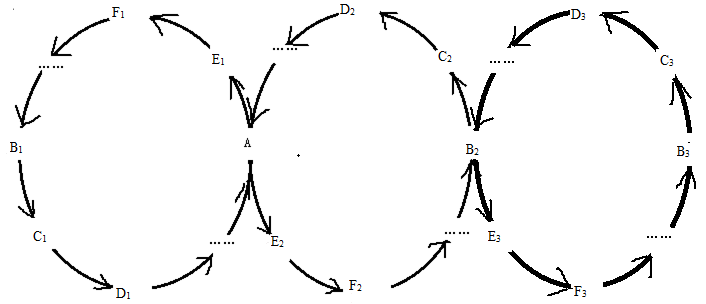 F1 D2 D3
E1 C2 C3
...... ...... ......
B1 A B2 B3
C1 ...... E2 ...... E3 ......
D1 F2 F3